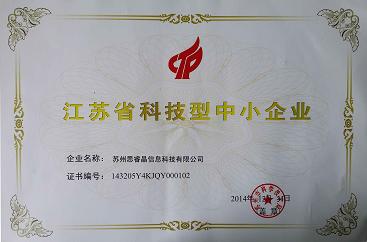 江苏省科技型中小企业
企业名称： 苏州思睿晶信息科技有限公司
证书编号： 143205Y4KJQY000102
2014年